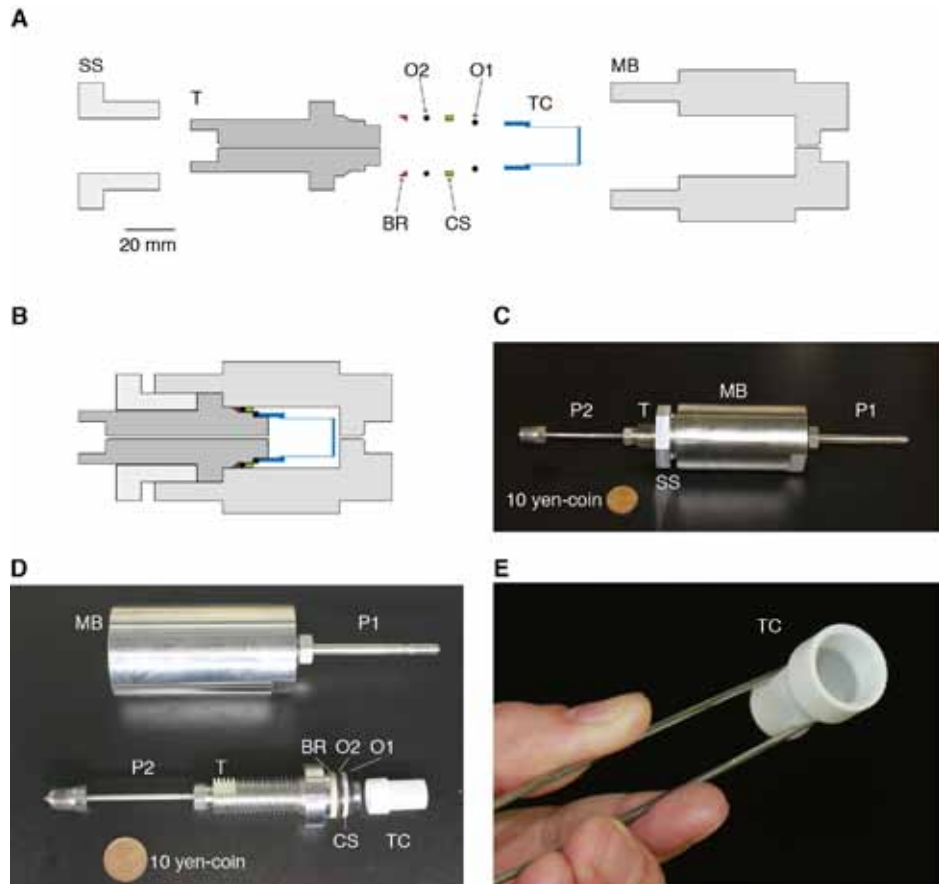 A
SS
T
O2
O1
TC
MB
BR
CS
20 mm
B
C
P2
T
MB
P1
SS
10 yen-coin
D
MB
P1
P2
T
BR
O2
O1
CS
TC
10 yen-coin
E
TC